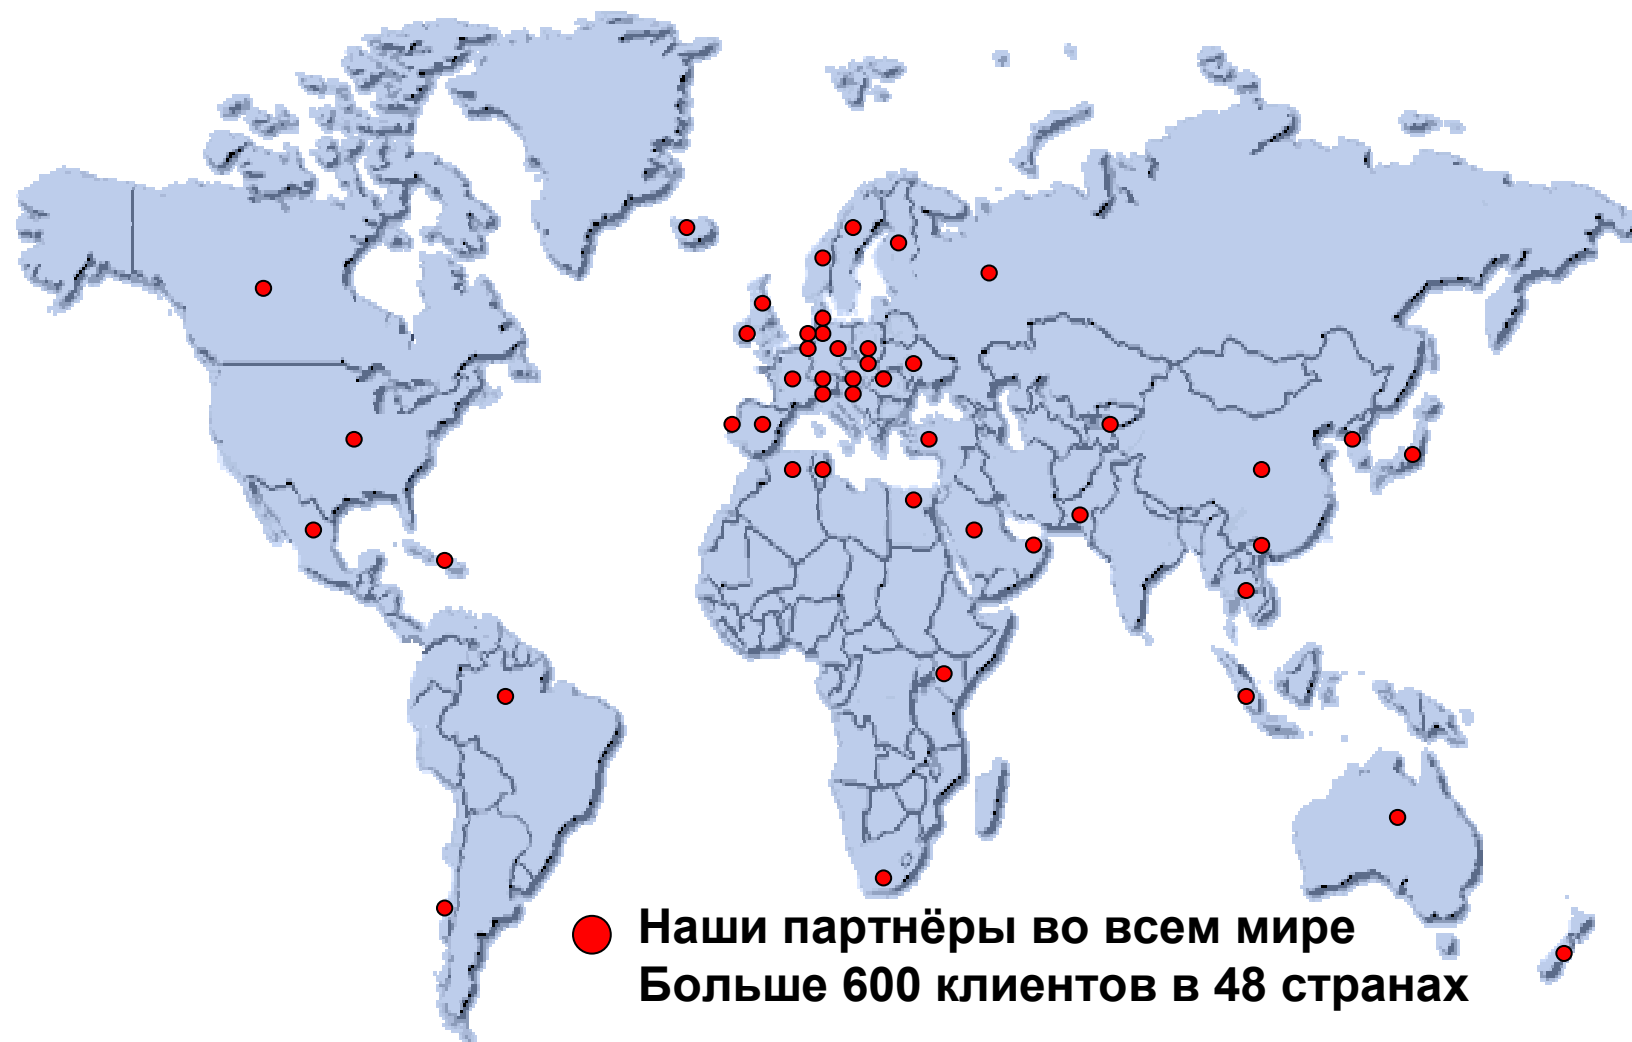 Наши партнёры во всем мире
Больше 600 клиентов в 48 странах